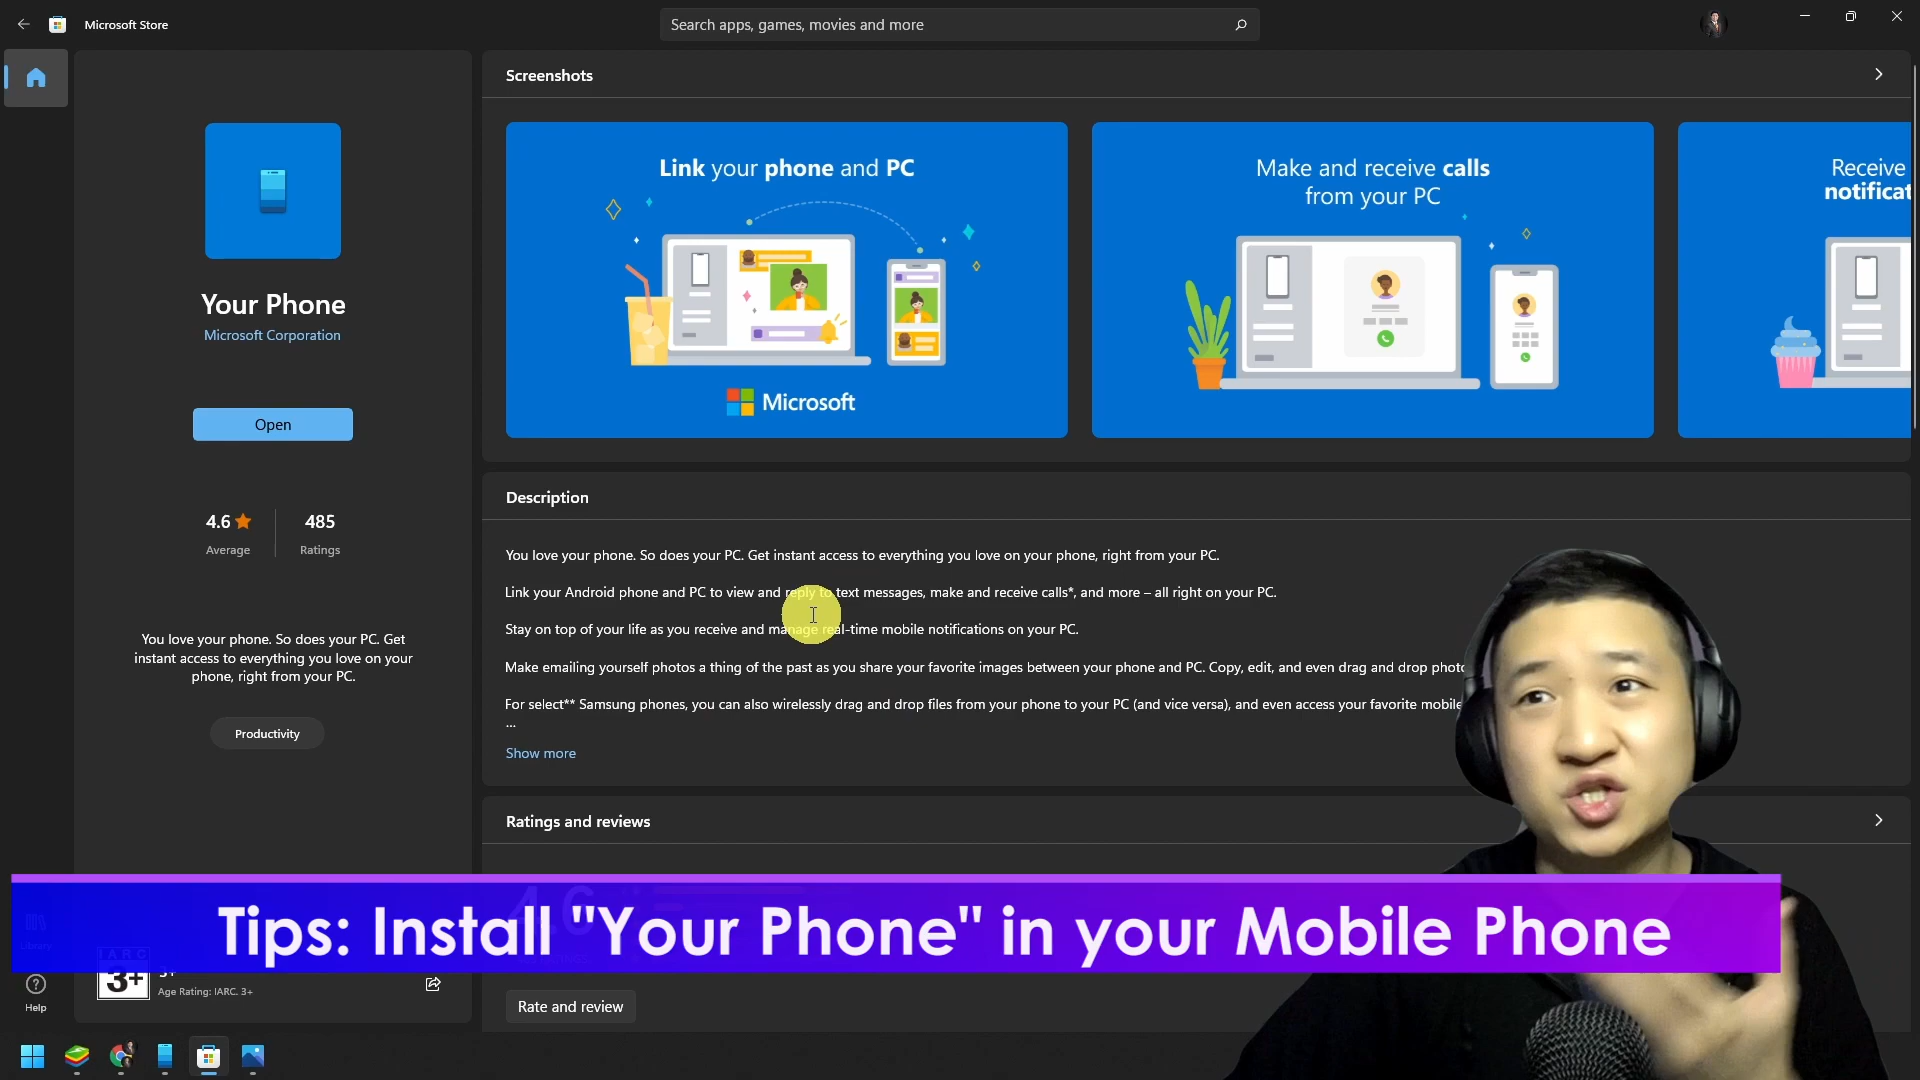 Microsoft Store
Search apps, games, movies and more
Screenshots
Link your phone and PC
Microsoft
Make and receive calls
from your PC
Receive
notificat
Your Phone
Microsoft Corporation
Open
4.6
Average
485
Ratings
You love your phone. So does your PC. Get
instant access to everything you love on your
phone, right from your PC.
Productivity
Description
You love your phone. So does your PC. Get instant access to everything you love on your phone, right from your PC.
Link your Android phone and PC to view and reply to text messages, make and receive calls*, and more – all right on your PC.
Stay on top of your life as you receive and manage real-time mobile notifications on your PC.
Make emailing yourself photos a thing of the past as you share your favorite images between your phone and PC. Copy, edit, and even drag and drop photo
For select** Samsung phones, you can also wirelessly drag and drop files from your phone to your PC (and vice versa), and even access your favorite mobile
...
Show more
Ratings and reviews
4.6
Tips: Install "Your Phone" in your Mobile Phone
Library
IARC
3+
3+
Age Rating: IARC. 3+
Help
Rate and review